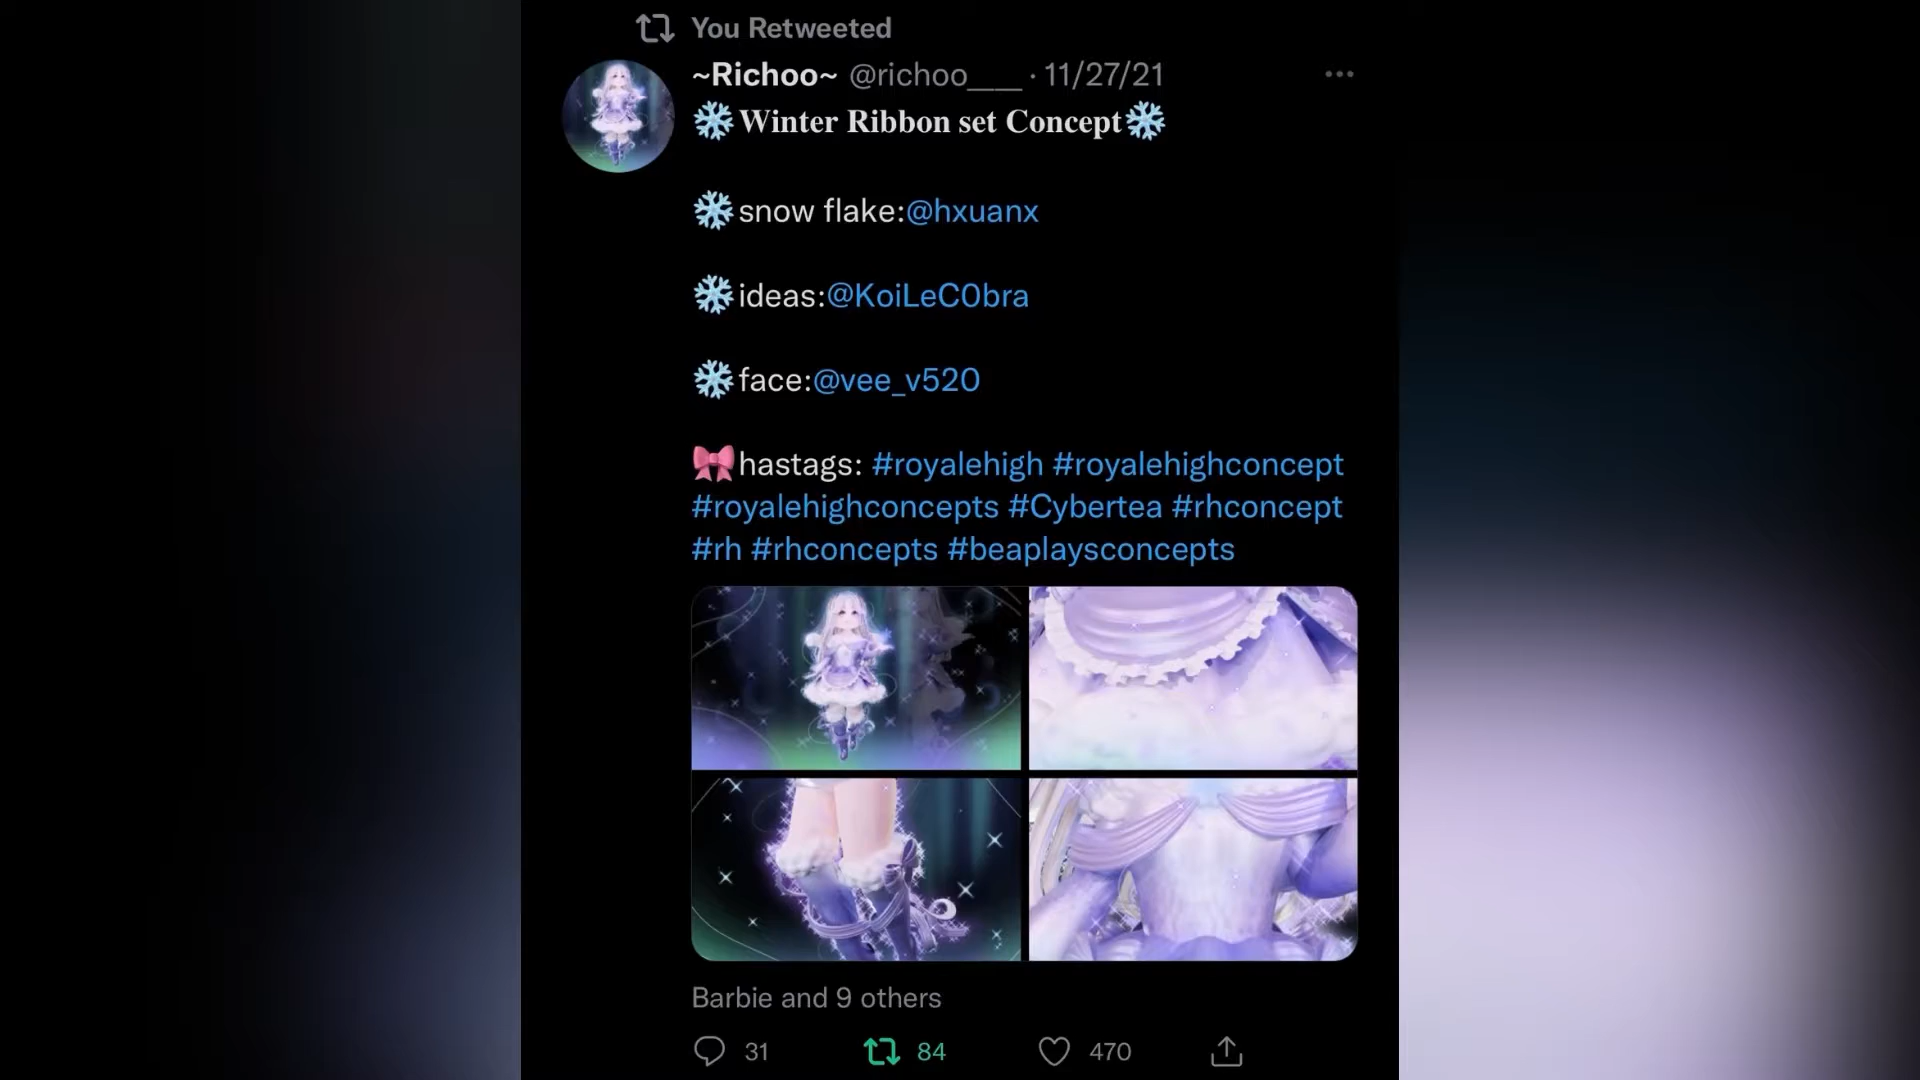 You Retweeted
~Richoo~ @richoo___ · 11/27/21
❄️Winter Ribbon set Concept❄️
❄️snow flake:@hxuanx
❄️ideas:@KoiLeC0bra
❄️face:@vee_v520
🎀hastags: #royalehigh #royalehighconcept
#royalehighconcepts #Cybertea #rhconcept
#rh #rhconcepts #beaplaysconcepts
Barbie and 9 others
31 84 470